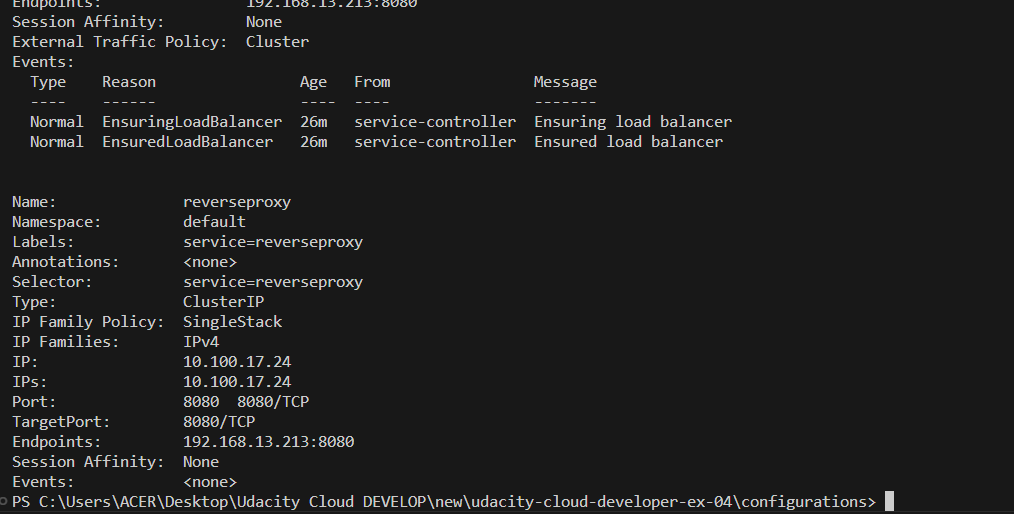 Endpoints: 192.168.13.213:8080
Session Affinity: None
External Traffic Policy: Cluster
Events:
Type Reason Age From Message
---- ------ ---- ---- -------
Normal EnsuringLoadBalancer 26m service-controller Ensuring load balancer
Normal EnsuredLoadBalancer 26m service-controller Ensured load balancer
Name: reverseproxy
Namespace: default
Labels: service=reverseproxy
Annotations: <none>
Selector: service=reverseproxy
Type: ClusterIP
IP Family Policy: SingleStack
IP Families: IPv4
IP: 10.100.17.24
IPs: 10.100.17.24
Port: 8080 8080/TCP
TargetPort: 8080/TCP
Endpoints: 192.168.13.213:8080
Session Affinity: None
Events: <none>
PS C:\Users\ACER\Desktop\Udacity Cloud DEVELOP\new\udacity-cloud-developer-ex-04\configurations>